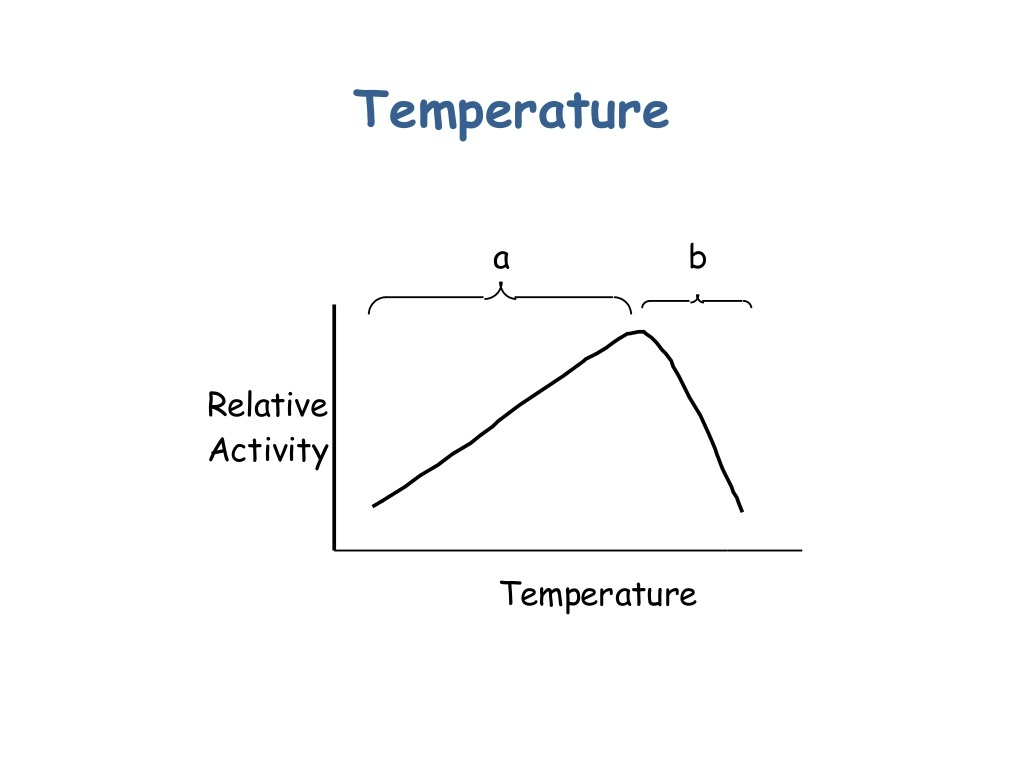 Temperature
a
b
Relative
Activity
Temperature